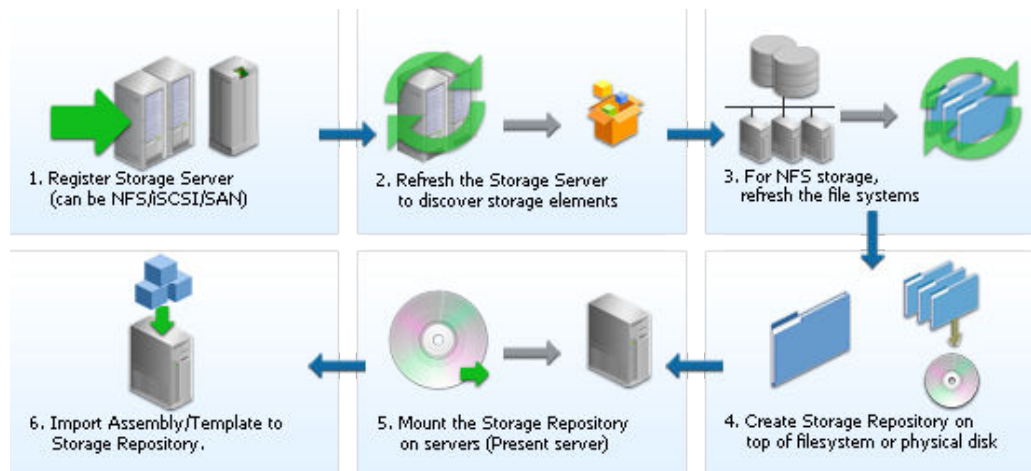 1. Register Storage Server
(can be NFS/iSCSI/SAN)
2. Refresh the Storage Server
to discover storage elements
3. For NFS storage,
refresh the file systems
4. Create Storage Repository on
top of filesystem or physical disk
5. Mount the Storage Repository
on servers (Present server)
6. Import Assembly/Template to
Storage Repository.